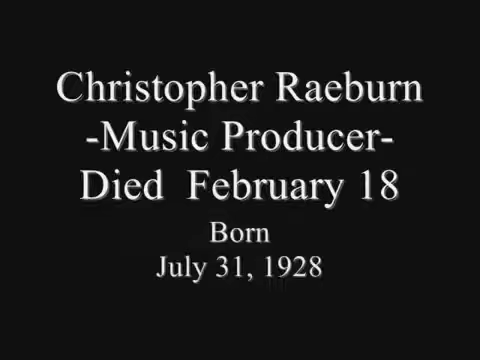 Christopher Raeburn
-Music Producer-
Died February 18
Born
July 31, 1928